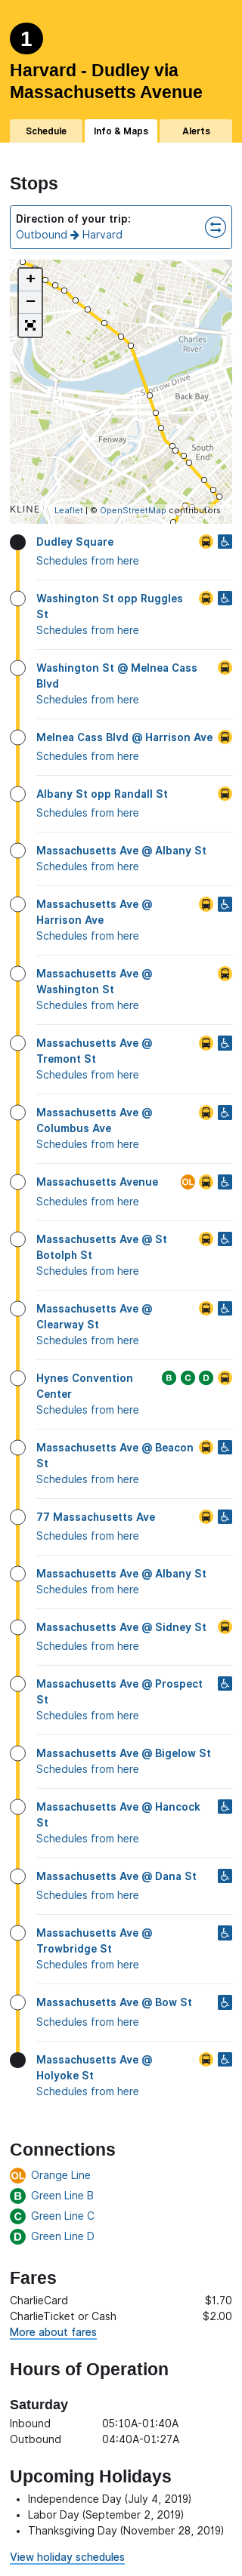 1
Harvard - Dudley via
Massachusetts Avenue
Schedule
Info & Maps
Alerts
Stops
Direction of your trip:
Outbound → Harvard
+
−
Charles
River
Storrow Drive
Back Bay
Fenway
South
End
KLINE
Leaflet | © OpenStreetMap contributors
Dudley Square
Schedules from here
Washington St opp Ruggles
St
Schedules from here
Washington St @ Melnea Cass
Blvd
Schedules from here
Melnea Cass Blvd @ Harrison Ave
Schedules from here
Albany St opp Randall St
Schedules from here
Massachusetts Ave @ Albany St
Schedules from here
Massachusetts Ave @
Harrison Ave
Schedules from here
Massachusetts Ave @
Washington St
Schedules from here
Massachusetts Ave @
Tremont St
Schedules from here
Massachusetts Ave @
Columbus Ave
Schedules from here
Massachusetts Avenue OL
Schedules from here
Massachusetts Ave @ St
Botolph St
Schedules from here
Massachusetts Ave @
Clearway St
Schedules from here
Hynes Convention B C D
Center
Schedules from here
Massachusetts Ave @ Beacon
St
Schedules from here
77 Massachusetts Ave
Schedules from here
Massachusetts Ave @ Albany St
Schedules from here
Massachusetts Ave @ Sidney St
Schedules from here
Massachusetts Ave @ Prospect
St
Schedules from here
Massachusetts Ave @ Bigelow St
Schedules from here
Massachusetts Ave @ Hancock
St
Schedules from here
Massachusetts Ave @ Dana St
Schedules from here
Massachusetts Ave @
Trowbridge St
Schedules from here
Massachusetts Ave @ Bow St
Schedules from here
Massachusetts Ave @
Holyoke St
Schedules from here
Connections
OL Orange Line
B Green Line B
C Green Line C
D Green Line D
Fares
CharlieCard $1.70
CharlieTicket or Cash $2.00
More about fares
Hours of Operation
Saturday
Inbound 05:10A-01:40A
Outbound 04:40A-01:27A
Upcoming Holidays
• Independence Day (July 4, 2019)
• Labor Day (September 2, 2019)
• Thanksgiving Day (November 28, 2019)
View holiday schedules